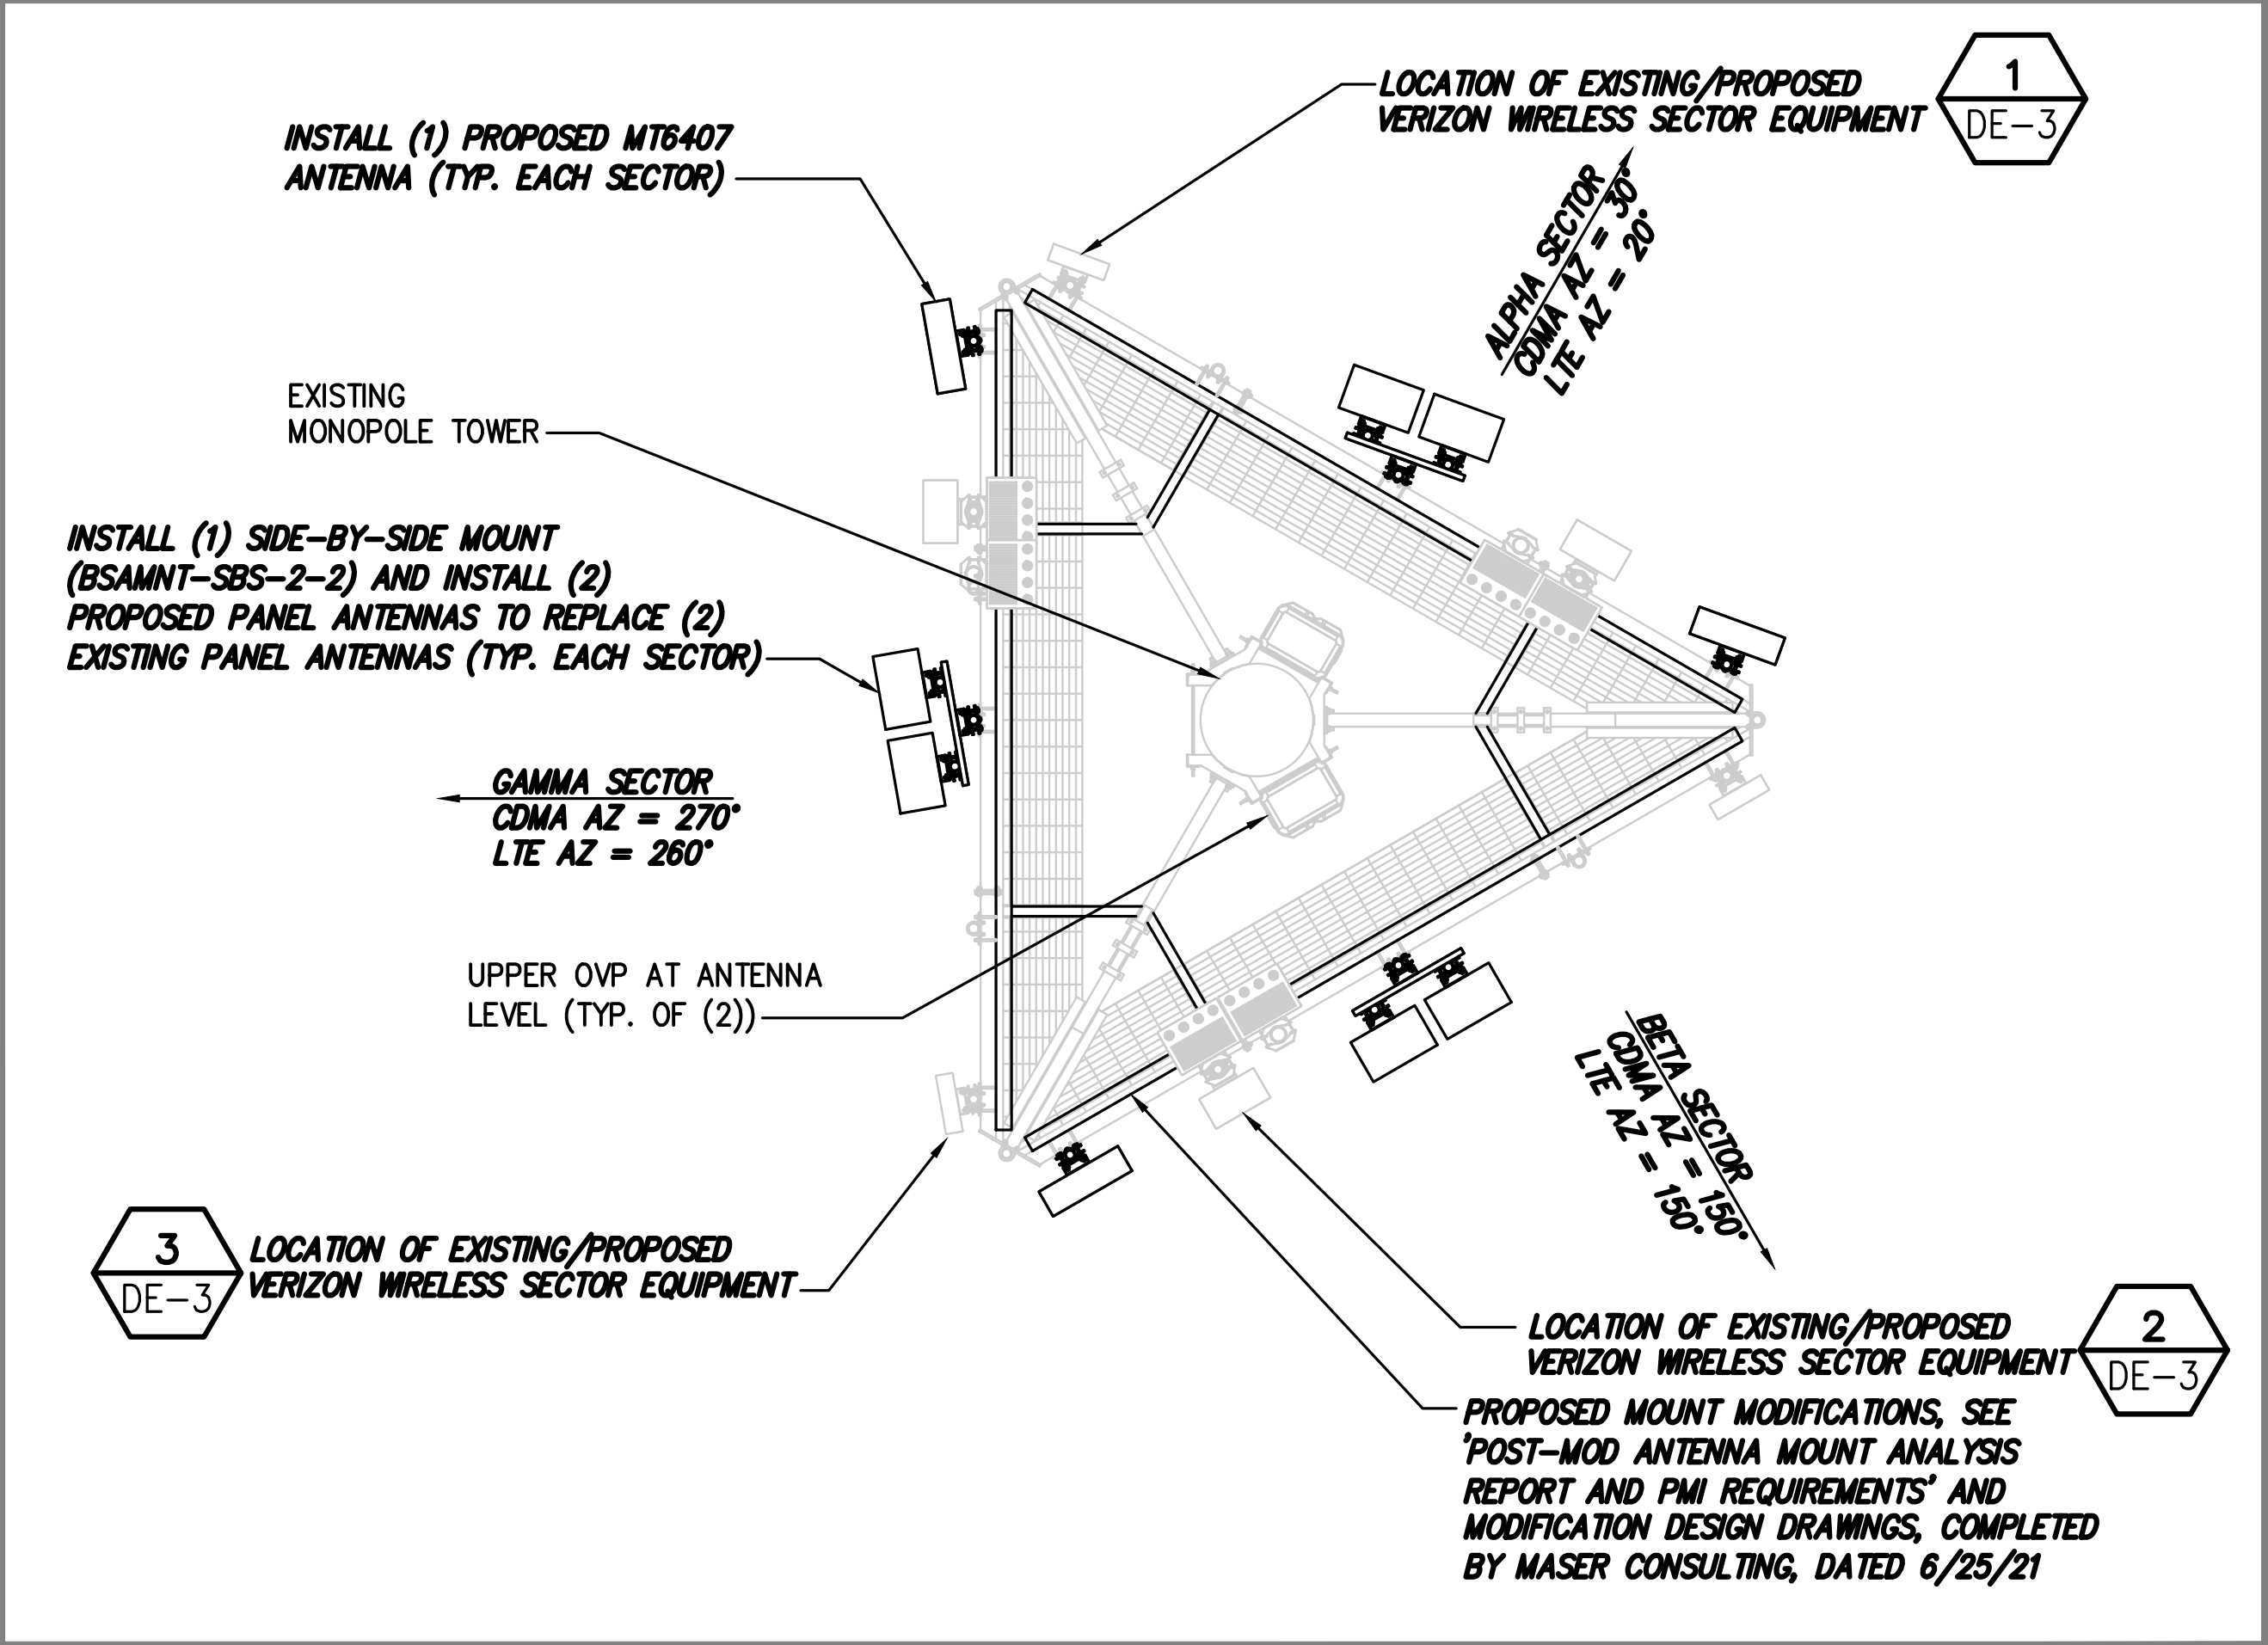 LOCATION OF EXISTING/PROPOSED
VERIZON WIRELESS SECTOR EQUIPMENT
1
DE-3
INSTALL (1) PROPOSED MT6407
ANTENNA (TYP. EACH SECTOR)
ALPHA SECTOR
CDMA AZ = 30°
LTE AZ = 20°
EXISTING
MONOPOLE TOWER
INSTALL (1) SIDE-BY-SIDE MOUNT
(BSAMNT-SBS-2-2) AND INSTALL (2)
PROPOSED PANEL ANTENNAS TO REPLACE (2)
EXISTING PANEL ANTENNAS (TYP. EACH SECTOR)
GAMMA SECTOR
CDMA AZ = 270°
LTE AZ = 260°
UPPER OVP AT ANTENNA
LEVEL (TYP. OF (2))
BETA SECTOR
CDMA AZ = 150°
LTE AZ = 150°
3
DE-3
LOCATION OF EXISTING/PROPOSED
VERIZON WIRELESS SECTOR EQUIPMENT
LOCATION OF EXISTING/PROPOSED
VERIZON WIRELESS SECTOR EQUIPMENT
2
DE-3
PROPOSED MOUNT MODIFICATIONS, SEE
'POST-MOD ANTENNA MOUNT ANALYSIS
REPORT AND PMI REQUIREMENTS' AND
MODIFICATION DESIGN DRAWINGS, COMPLETED
BY MASER CONSULTING, DATED 6/25/21